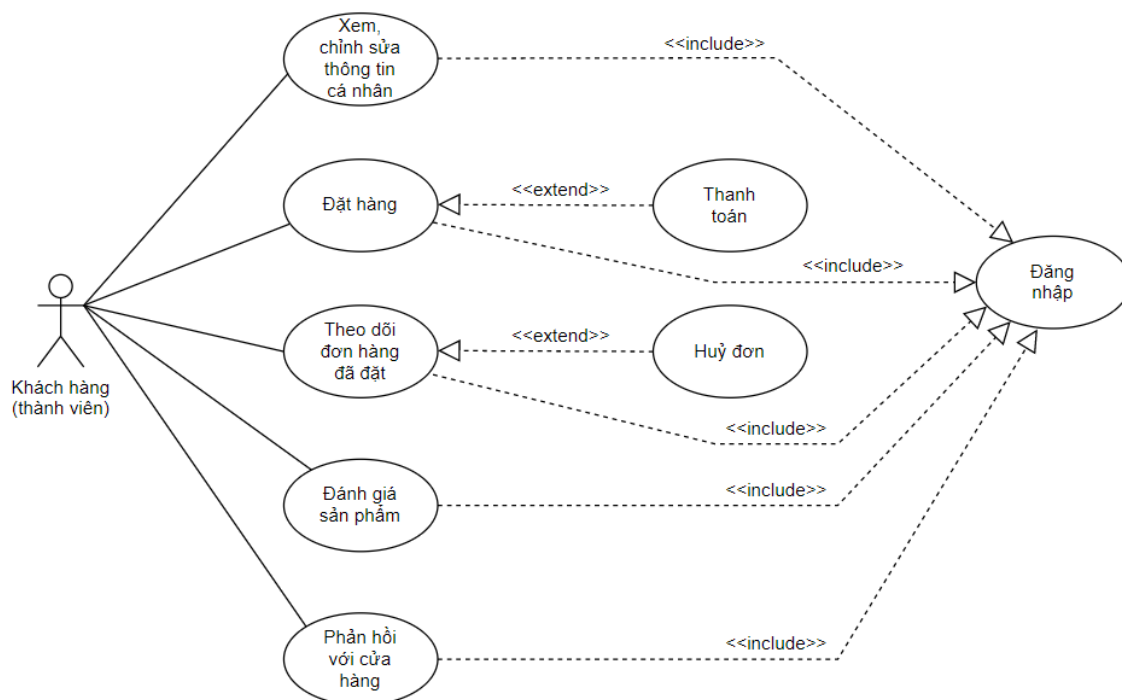 Xem,
chỉnh sửa
thông tin
cá nhân
<<include>>
Đặt hàng
<<extend>>
Thanh
toán
<<include>>
Đăng
nhập
Khách hàng
(thành viên)
Theo dõi
đơn hàng
đã đặt
<<extend>>
Huỷ đơn
<<include>>
Đánh giá
sản phẩm
<<include>>
Phản hồi
với cửa
hàng
<<include>>